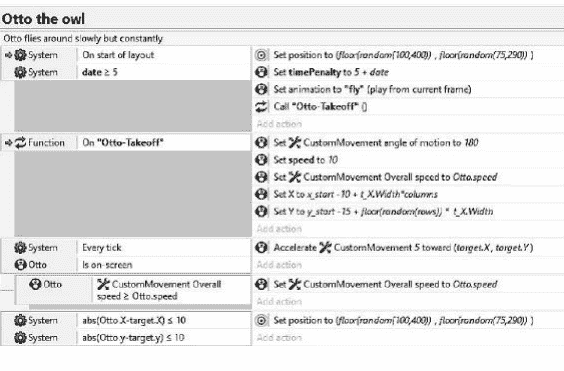 Otto the owl
Otto flies around slowly but constantly
System On start of layout Set position to (floor(random(100,400)) , floor(random(75,290)) )
System date ≥ 5 Set timePenalty to 5 + date
Set animation to "fly" (play from current frame)
Call "Otto-Takeoff" ()
Add action
Function On "Otto-Takeoff" Set CustomMovement angle of motion to 180
Set speed to 10
Set CustomMovement Overall speed to Otto.speed
Set X to x_start -10 + t_X.Width*columns
Set Y to y_start -15 + floor(random(rows)) * t_X.Width
Add action
System Every tick Accelerate CustomMovement 5 toward (target.X, target.Y)
Otto Is on-screen Add action
Otto CustomMovement Overall Set CustomMovement Overall speed to Otto.speed
speed ≥ Otto.speed Add action
System abs(Otto.X-target.X) ≤ 10 Set position to (floor(random(100,400)) , floor(random(75,290)) )
System abs(Otto.y-target.y) ≤ 10 Add action